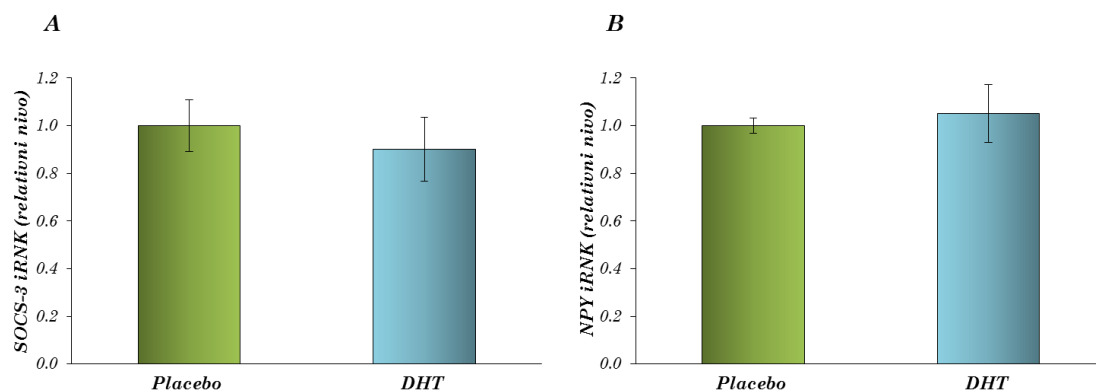 A
SOCS-3 iRNK (relativni nivo)
1.2
1.0
0.8
0.6
0.4
0.2
0.0
Placebo
DHT
B
NPY iRNK (relativni nivo)
1.2
1.0
0.8
0.6
0.4
0.2
0.0
Placebo
DHT